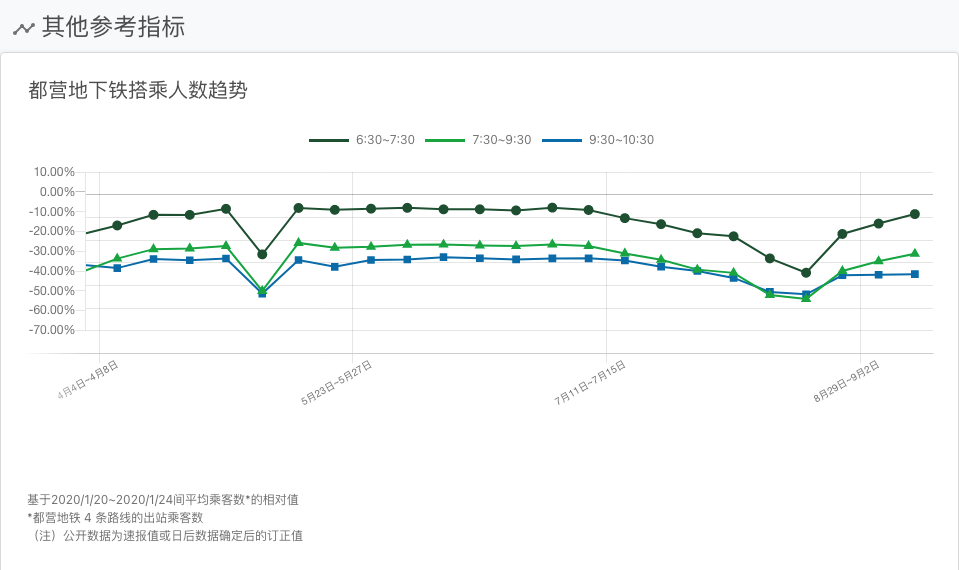 其他参考指标
都营地下铁搭乘人数趋势
6:30~7:30 7:30~9:30 9:30~10:30
10.00%
0.00%
-10.00%
-20.00%
-30.00%
-40.00%
-50.00%
-60.00%
-70.00%
4月4日~4月8日 5月23日~5月27日 7月11日~7月15日 8月29日~9月2日
基于2020/1/20~2020/1/24间平均乘客数*的相对值
*都营地铁 4 条路线的出站乘客数
（注）公开数据为速报值或日后数据确定后的订正值